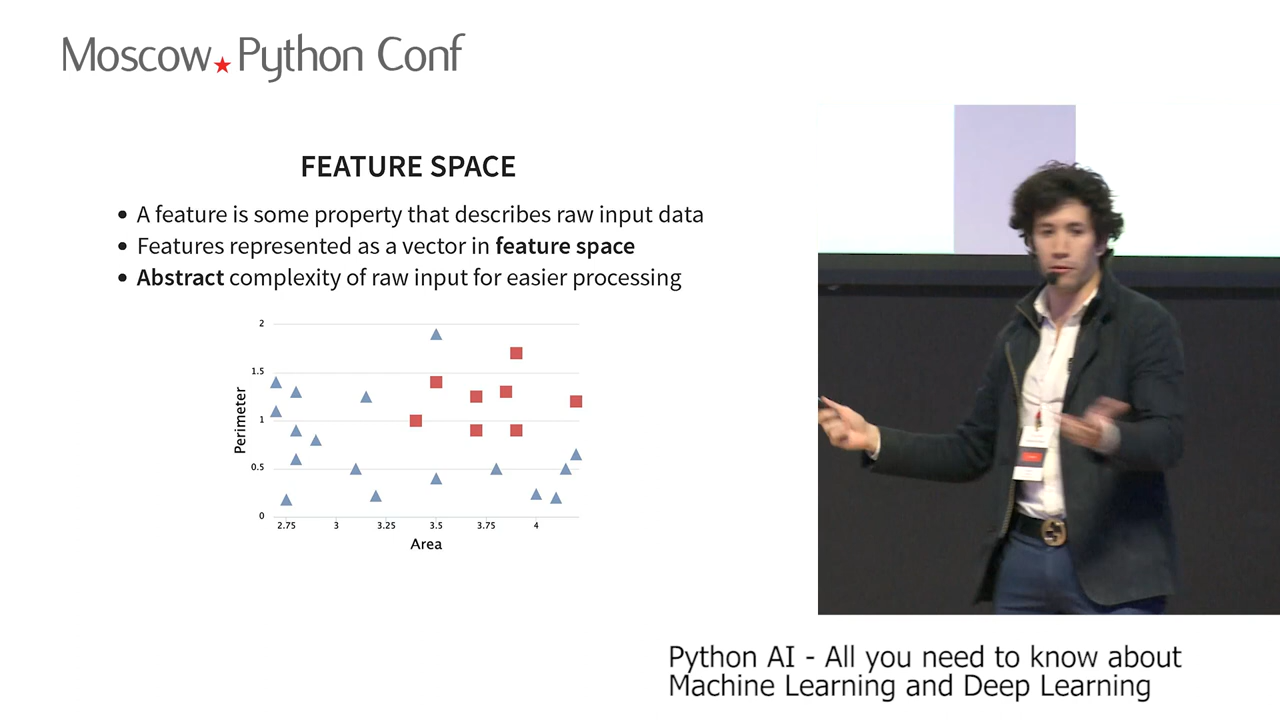 Moscow Python Conf
FEATURE SPACE
A feature is some property that describes raw input data
Features represented as a vector in feature space
Abstract complexity of raw input for easier processing
2
1.5
1
0.5
0
Perimeter
2.75 3 3.25 3.5 3.75 4
Area
Python AI - All you need to know about
Machine Learning and Deep Learning